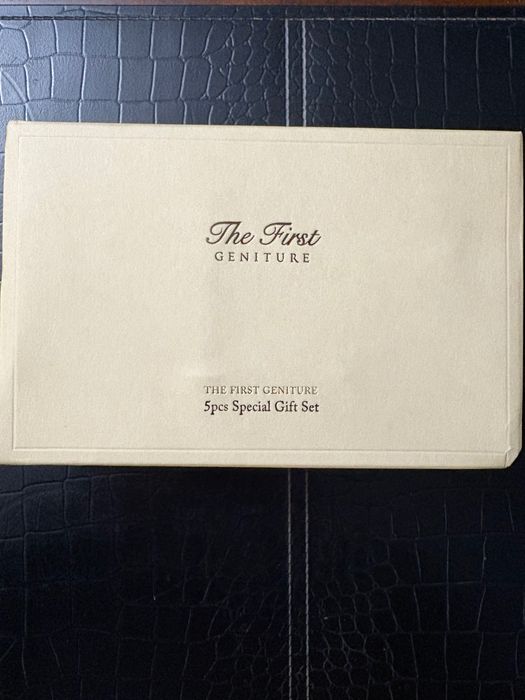 The First
GENITURE
THE FIRST GENITURE
5pcs Special Gift Set